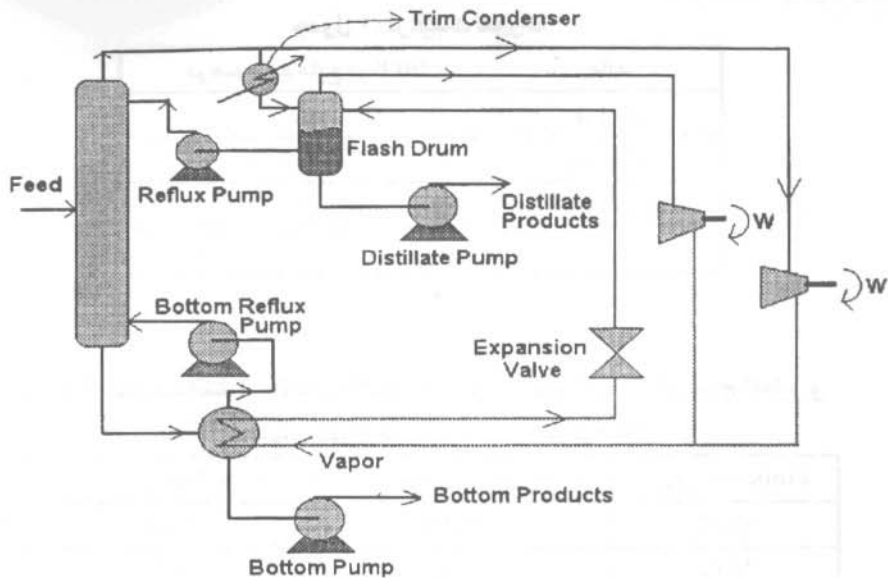 Trim Condenser
Flash Drum
Feed
Reflux Pump
Distillate
Products
Distillate Pump
W
W
Bottom Reflux
Pump
Expansion
Valve
Vapor
Bottom Products
Bottom Pump